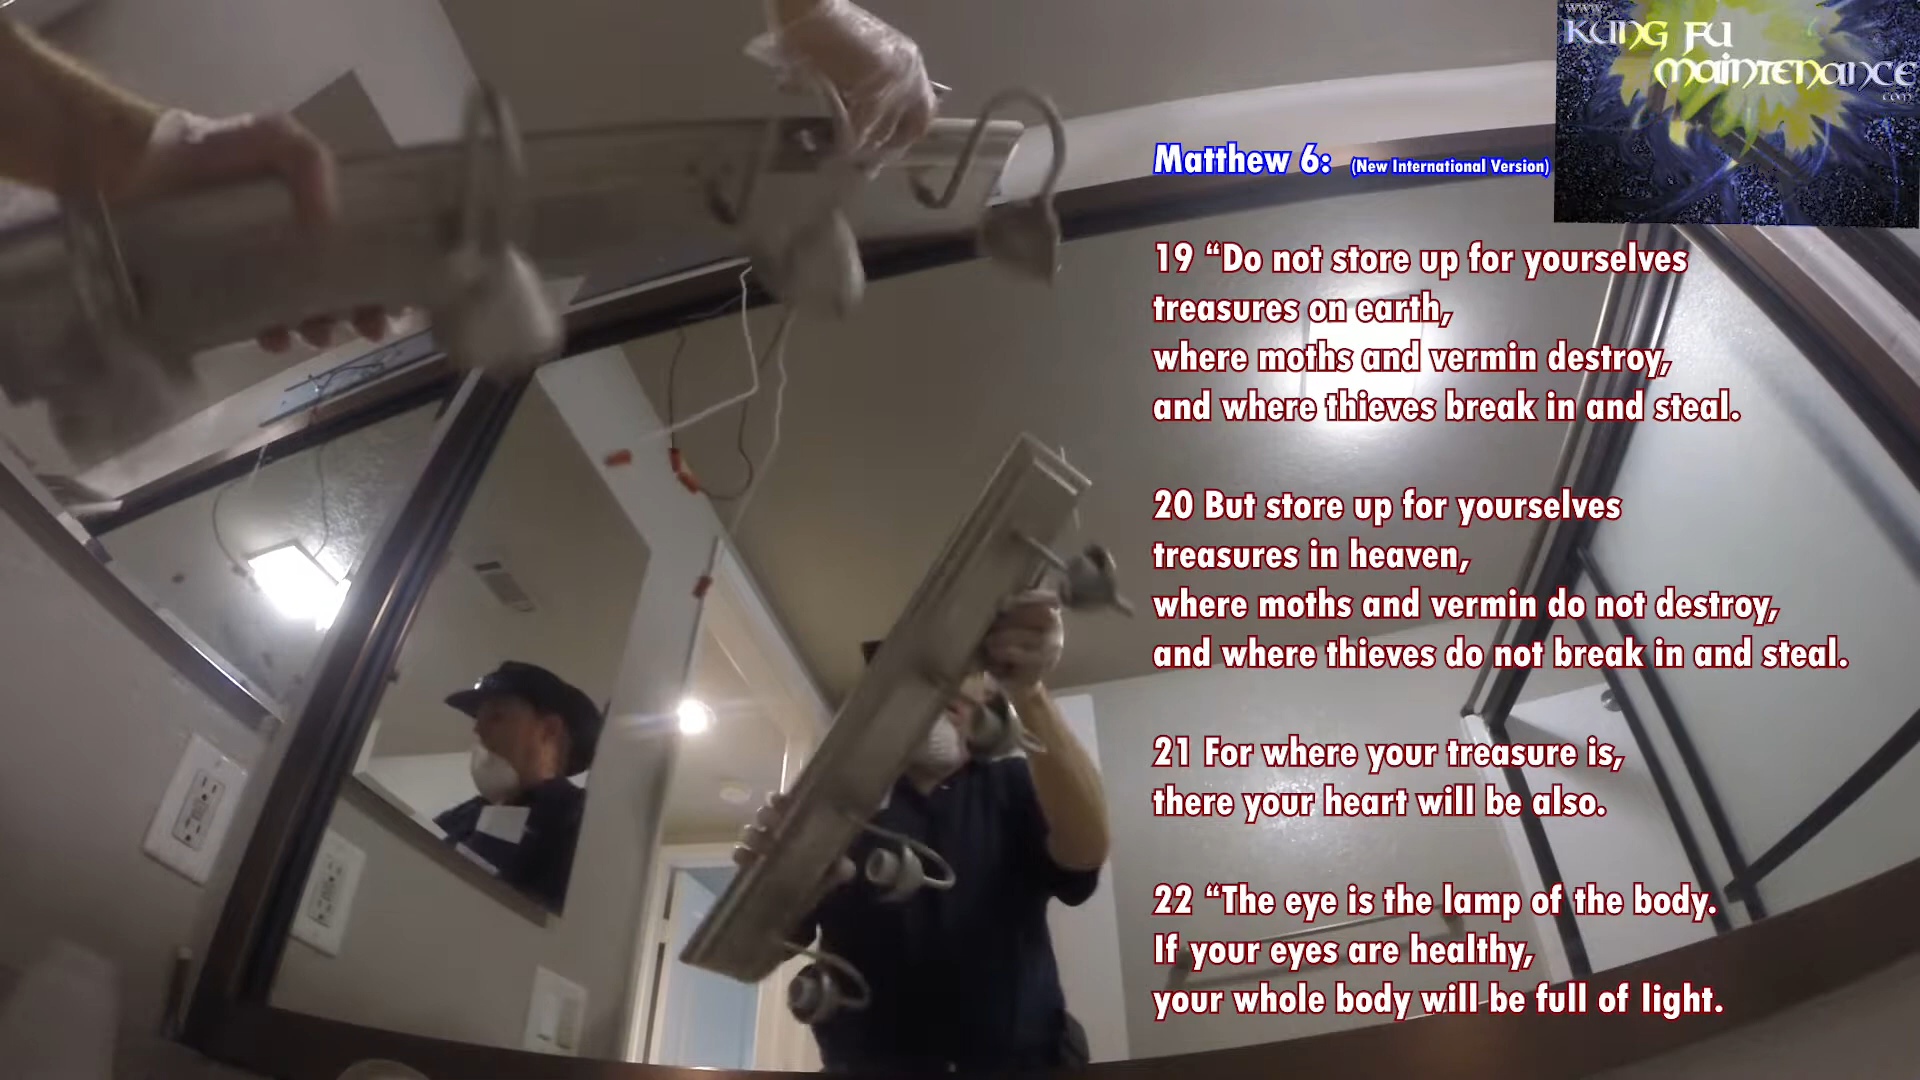 www.
Kung Fu
Maintenance
.com
Matthew 6: (New International Version)
19 “Do not store up for yourselves
treasures on earth,
where moths and vermin destroy,
and where thieves break in and steal.
20 But store up for yourselves
treasures in heaven,
where moths and vermin do not destroy,
and where thieves do not break in and steal.
21 For where your treasure is,
there your heart will be also.
22 “The eye is the lamp of the body.
If your eyes are healthy,
your whole body will be full of light.